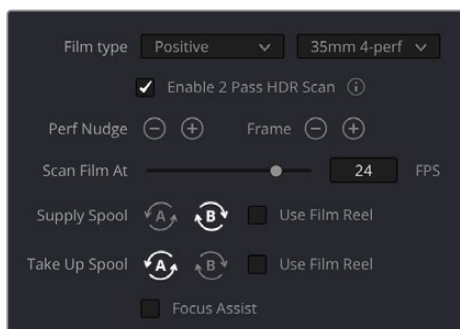 Film type Positive 35mm 4-perf
Enable 2 Pass HDR Scan i
Perf Nudge − + Frame − +
Scan Film At 24 FPS
Supply Spool A B Use Film Reel
Take Up Spool A B Use Film Reel
Focus Assist